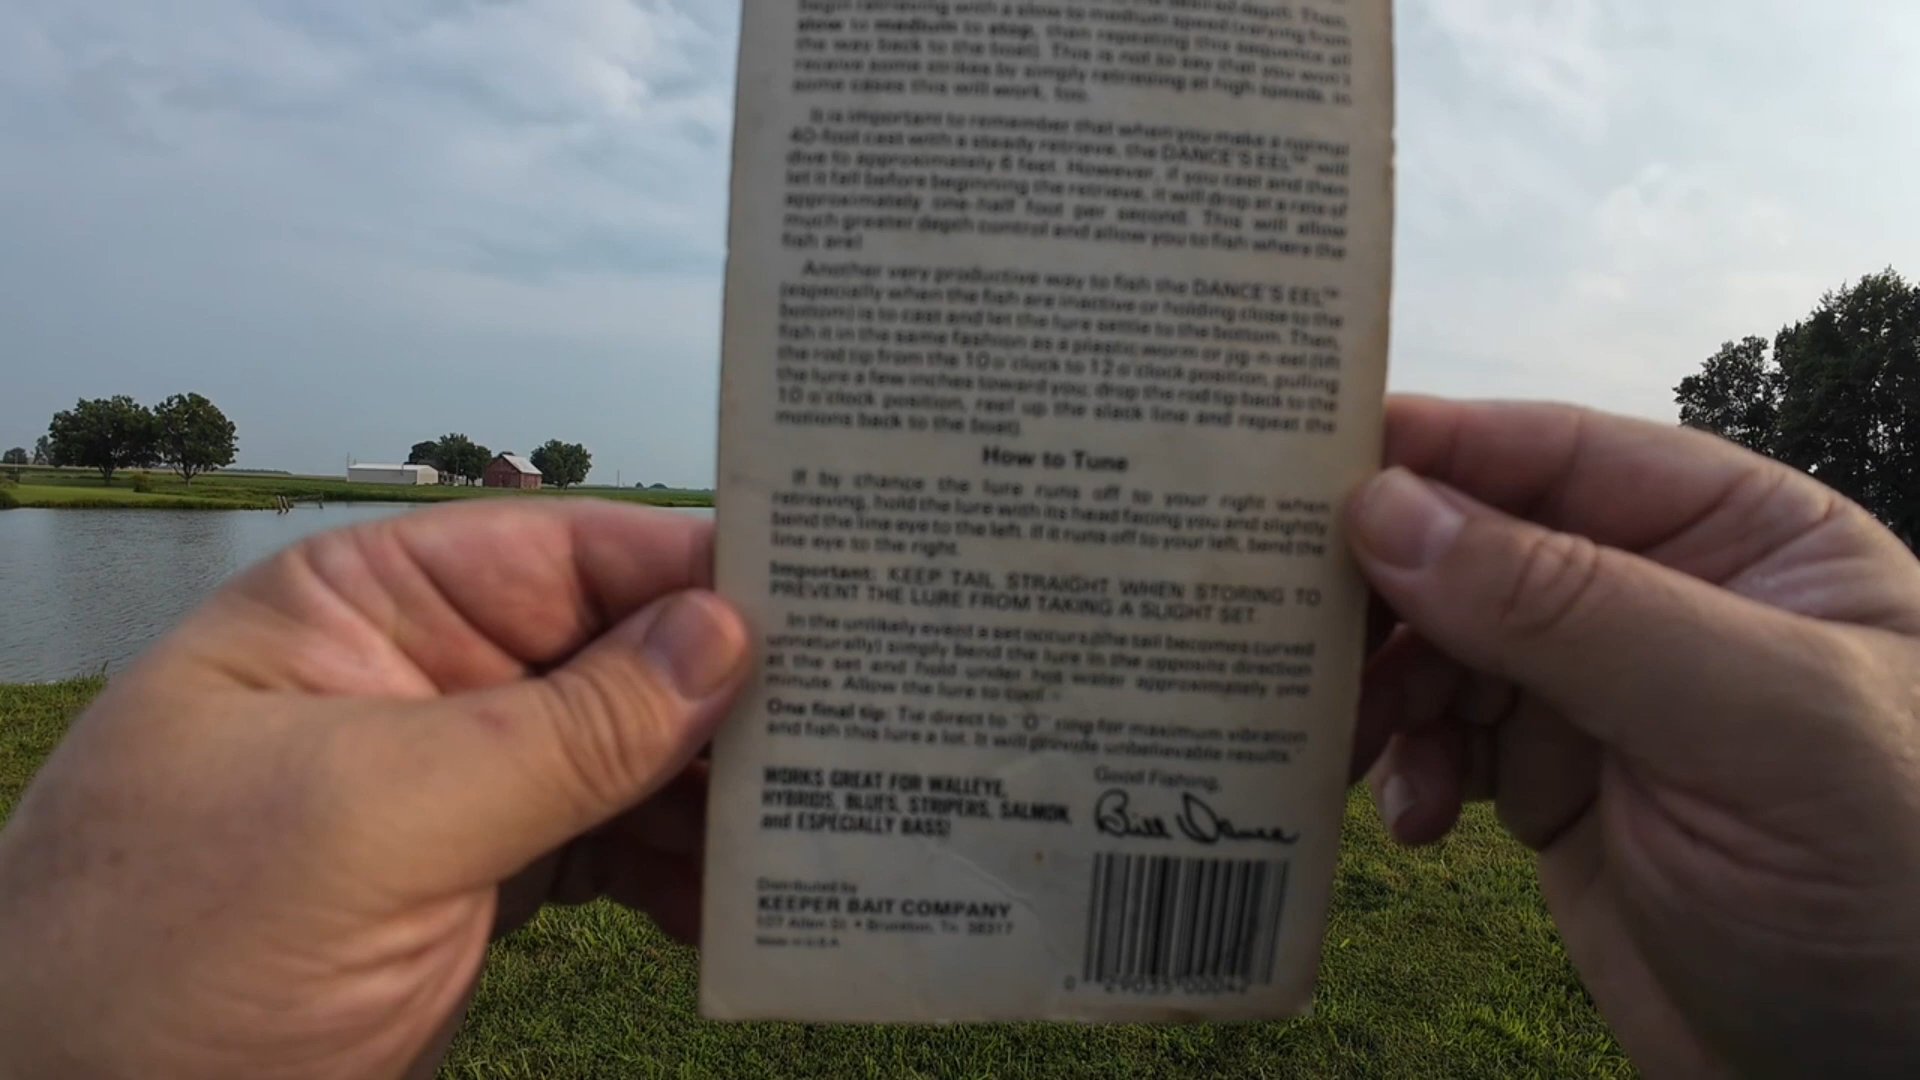 the desired depth. Then,
begin retrieving with a slow to medium speed (varying from
slow to medium to stop, then repeating this sequence all
the way back to the boat). This is not to say that you won't
receive some strikes by simply retrieving at high speeds, in
some cases this will work, too.
It is important to remember that when you make a normal
40-foot cast with a steady retrieve, the DANCE'S EEL™ will
dive to approximately 6 feet. However, if you cast and then
let it fall before beginning the retrieve, it will drop at a rate of
approximately one-half foot per second. This will allow
much greater depth control and allow you to fish where the
fish are!
Another very productive way to fish the DANCE'S EEL™
(especially when the fish are inactive or holding close to the
bottom) is to cast and let the lure settle to the bottom. Then,
fish it in the same fashion as a plastic worm or jig-n-eel (lift
the rod tip from the 10 o'clock to 12 o'clock position, pulling
the lure a few inches toward you; drop the rod tip back to the
10 o'clock position, reel up the slack line and repeat the
motions back to the boat).
How to Tune
If by chance the lure runs off to your right when
retrieving, hold the lure with its head facing you and slightly
bend the line eye to the left. If it runs off to your left, bend the
line eye to the right.
Important: KEEP TAIL STRAIGHT WHEN STORING TO
PREVENT THE LURE FROM TAKING A SLIGHT SET.
In the unlikely event a set occurs (the tail becomes curved
unnaturally) simply bend the lure in the opposite direction
at the set and hold under hot water approximately one
minute. Allow the lure to cool.
One final tip: Tie direct to "O" ring for maximum vibration
and fish this lure a lot. It will provide unbelievable results.
Good Fishing,
Bill Dance
WORKS GREAT FOR WALLEYE,
HYBRIDS, BLUES, STRIPERS, SALMON
and ESPECIALLY BASS!
Distributed by
KEEPER BAIT COMPANY
107 Allen St. • Bruceton, Tn. 38317
Made in U.S.A.
0 29035 00042